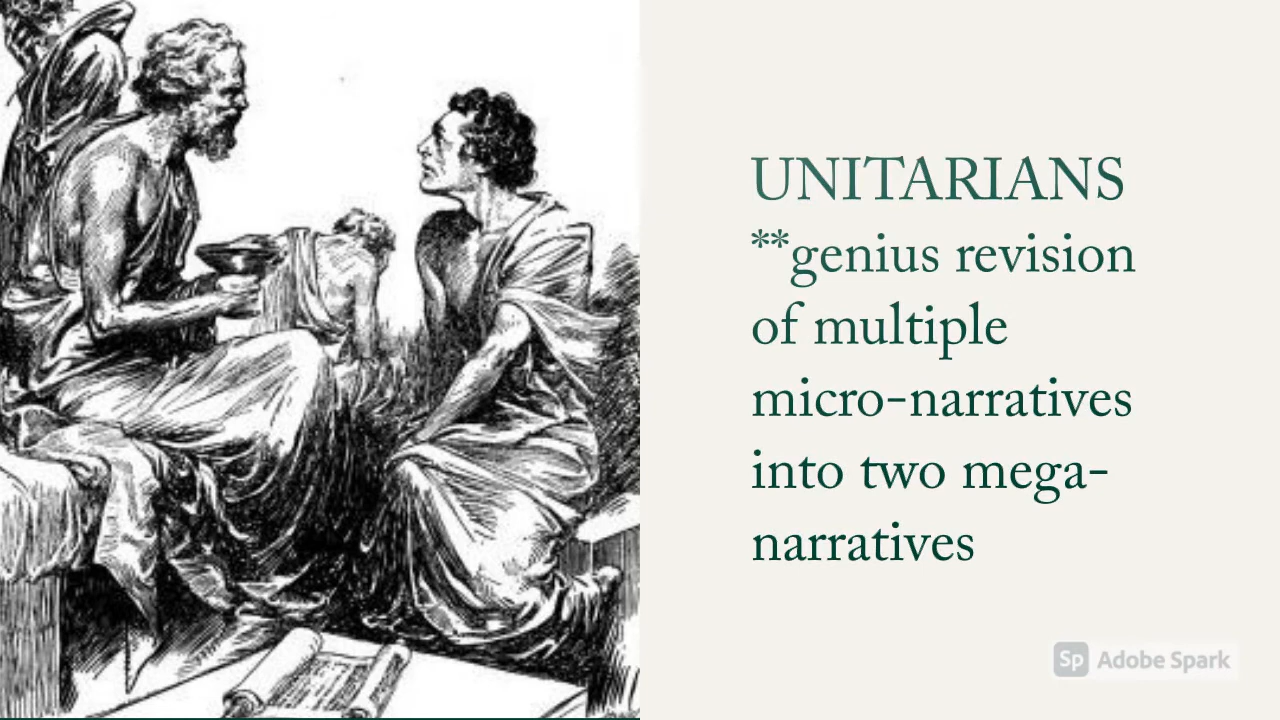 UNITARIANS
**genius revision
of multiple
micro-narratives
into two mega-
narratives
Sp Adobe Spark